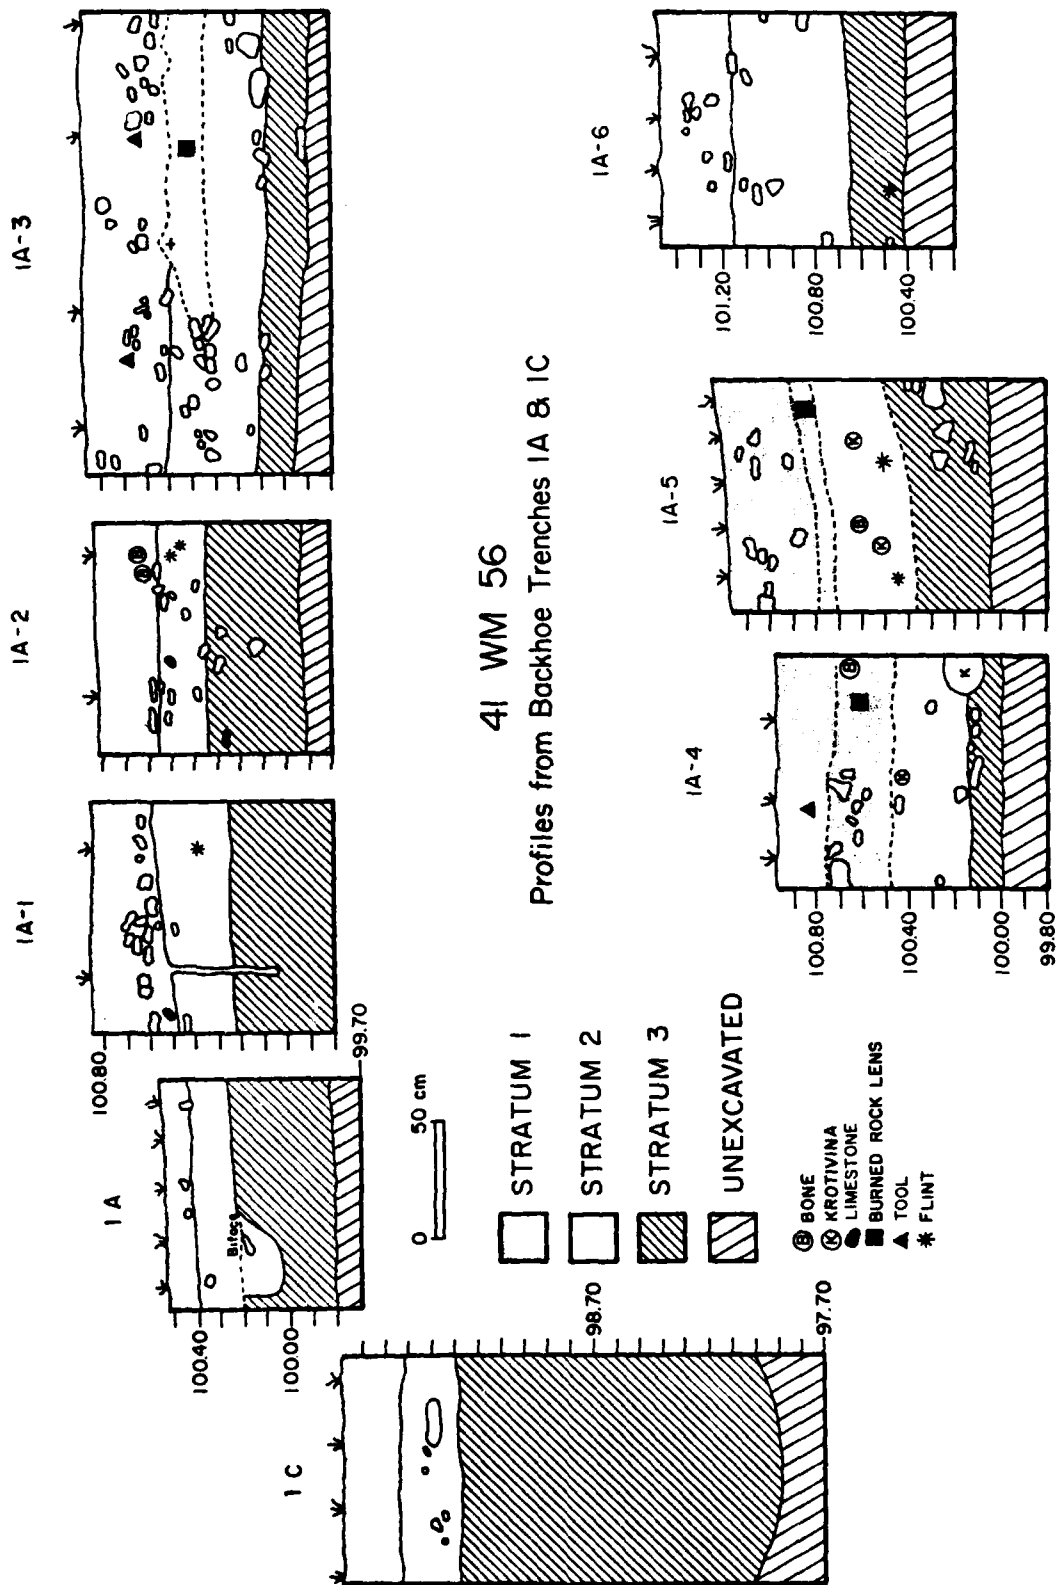 1A-3
1A-2
1A-1
100.80
99.70
1A
Biface
100.40
100.00
1C
98.70
97.70
41 WM 56
Profiles from Backhoe Trenches 1A & 1C
0 50 cm
STRATUM 1
STRATUM 2
STRATUM 3
UNEXCAVATED
B BONE
K KROTIVINA
LIMESTONE
BURNED ROCK LENS
TOOL
FLINT
B
B
1A-4
B
K
K
100.80
100.40
100.00
99.80
1A-5
K
B
K
1A-6
101.20
100.80
100.40